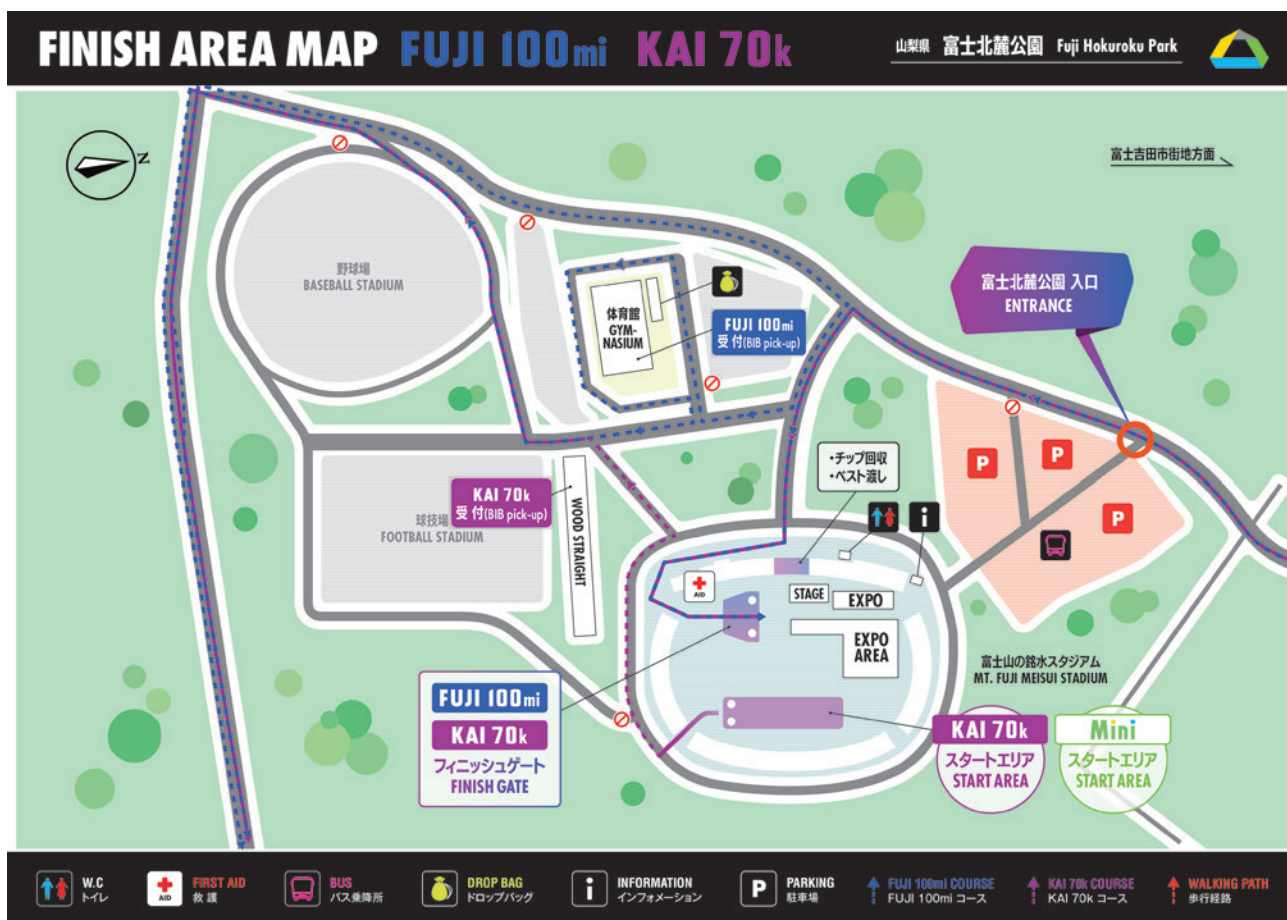 FINISH AREA MAP FUJI 100mi KAI 70k
山梨県 富士北麓公園 Fuji Hokuroku Park
N
富士吉田市街地方面
野球場
BASEBALL STADIUM
体育館
GYM-
NASIUM
FUJI 100mi
受付(BIB pick-up)
富士北麓公園 入口
ENTRANCE
P
P
P
・チップ回収
・ベスト渡し
i
KAI 70k
受付(BIB pick-up)
球技場
FOOTBALL STADIUM
WOOD STRAIGHT
AID
STAGE
EXPO
EXPO
AREA
富士山の銘水スタジアム
MT. FUJI MEISUI STADIUM
FUJI 100mi
KAI 70k
フィニッシュゲート
FINISH GATE
KAI 70k
スタートエリア
START AREA
Mini
スタートエリア
START AREA
W.C
トイレ
AID
FIRST AID
救護
BUS
バス乗降所
DROP BAG
ドロップバッグ
i
INFORMATION
インフォメーション
P
PARKING
駐車場
FUJI 100mi COURSE
FUJI 100mi コース
KAI 70k COURSE
KAI 70k コース
WALKING PATH
歩行経路